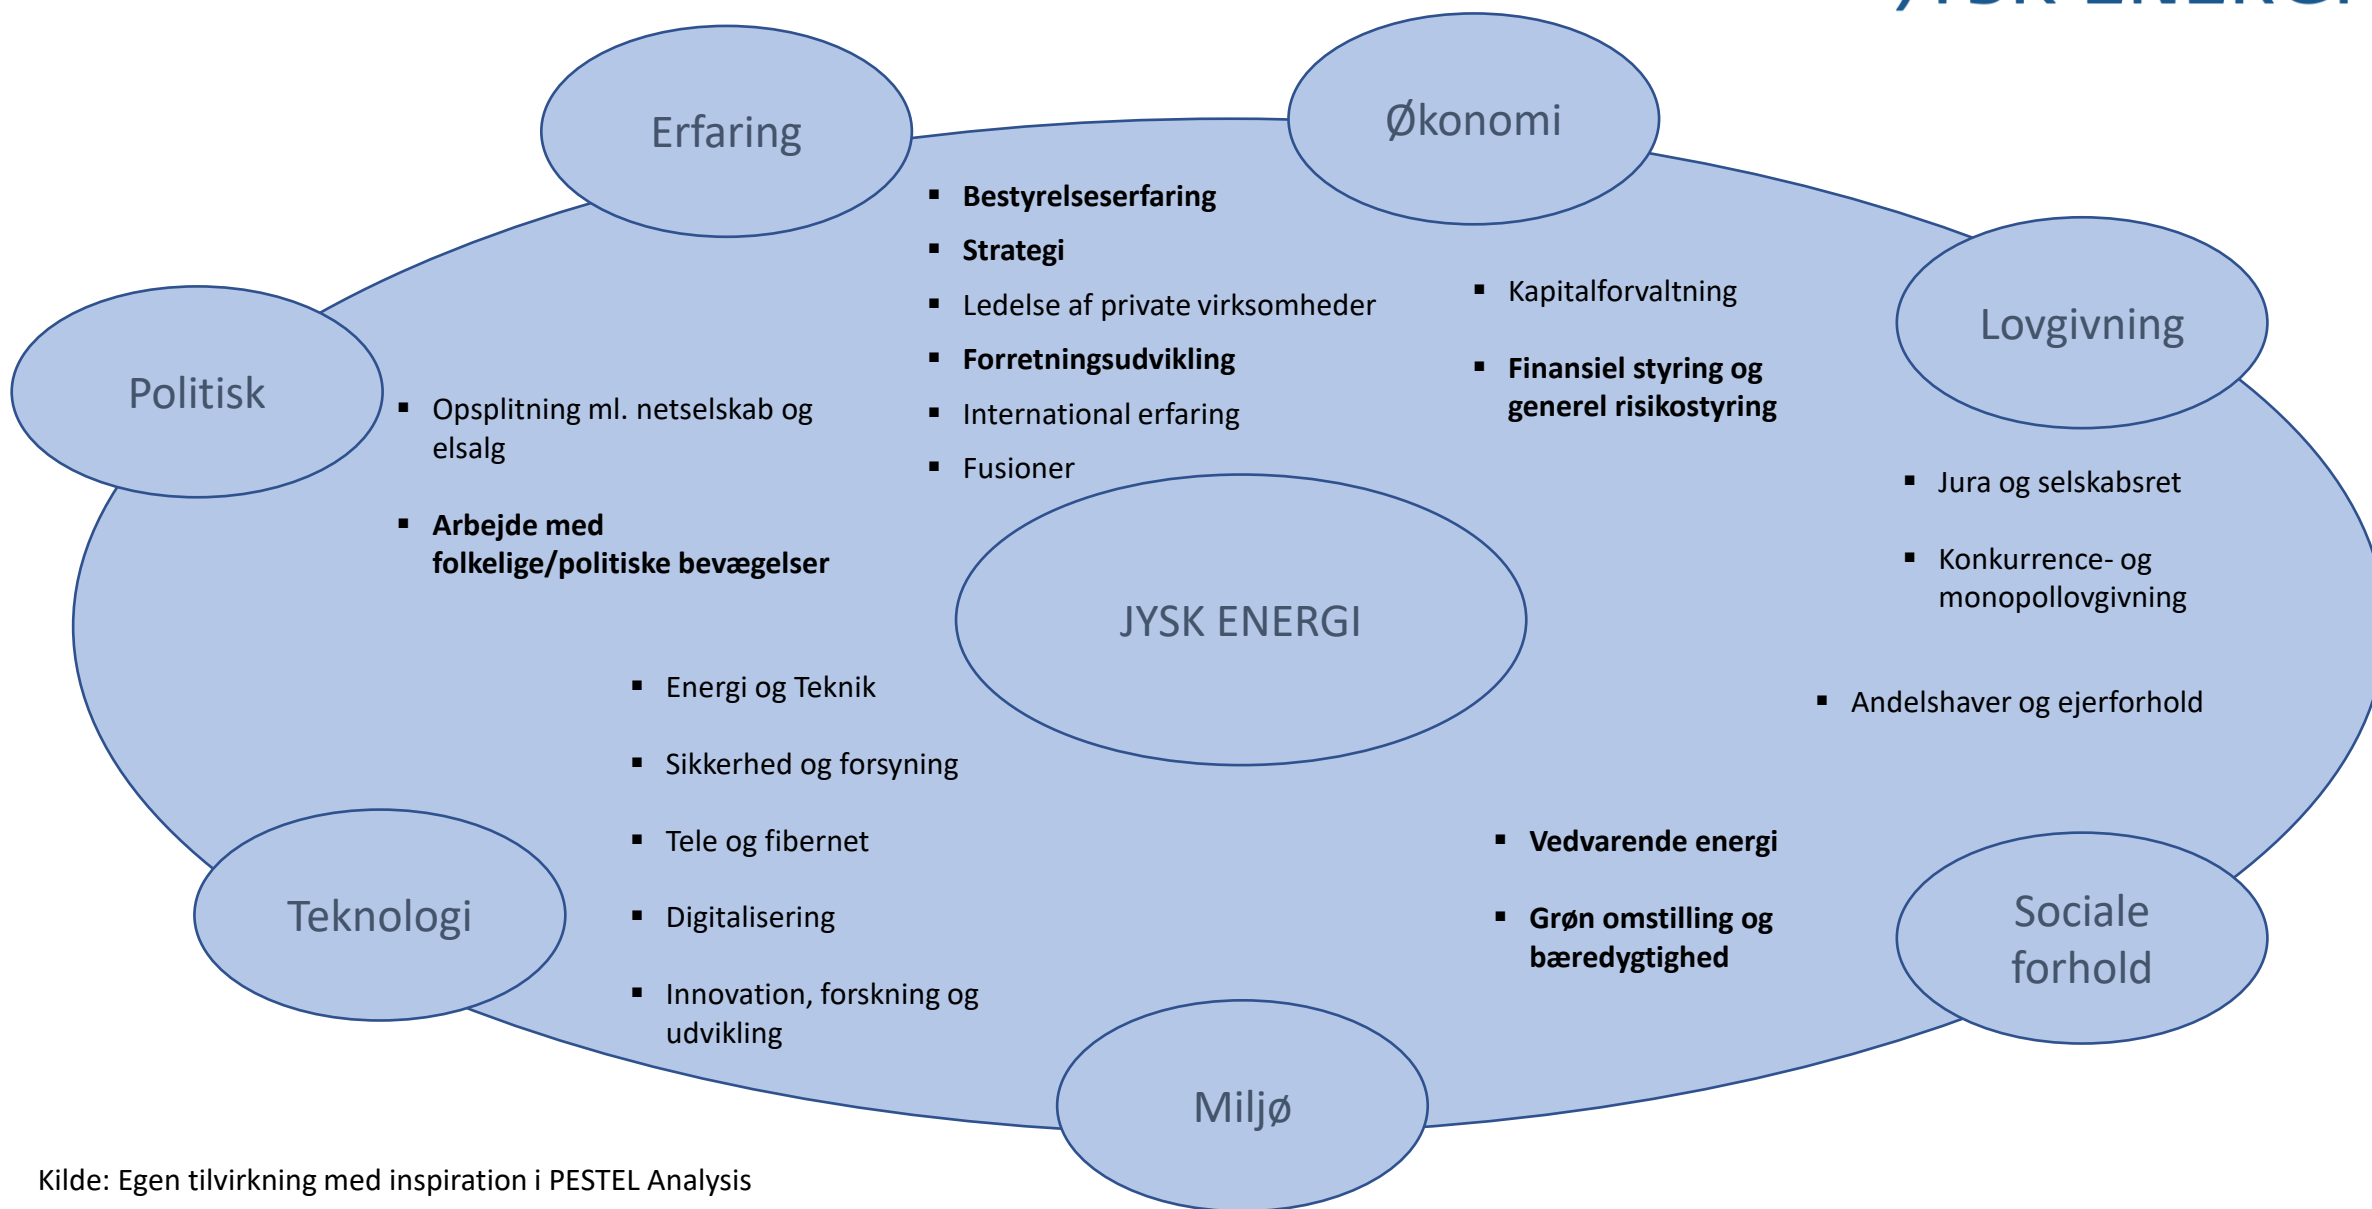 JYSK ENERGI
Erfaring
Økonomi
Lovgivning
Politisk
▪ Bestyrelseserfaring
▪ Strategi
▪ Ledelse af private virksomheder
▪ Forretningsudvikling
▪ International erfaring
▪ Fusioner
▪ Kapitalforvaltning
▪ Finansiel styring og
generel risikostyring
▪ Opsplitning ml. netselskab og
elsalg
▪ Arbejde med
folkelige/politiske bevægelser
▪ Jura og selskabsret
▪ Konkurrence- og
monopollovgivning
JYSK ENERGI
▪ Andelshaver og ejerforhold
▪ Energi og Teknik
▪ Sikkerhed og forsyning
▪ Tele og fibernet
▪ Digitalisering
▪ Innovation, forskning og
udvikling
▪ Vedvarende energi
▪ Grøn omstilling og
bæredygtighed
Teknologi
Sociale
forhold
Miljø
Kilde: Egen tilvirkning med inspiration i PESTEL Analysis